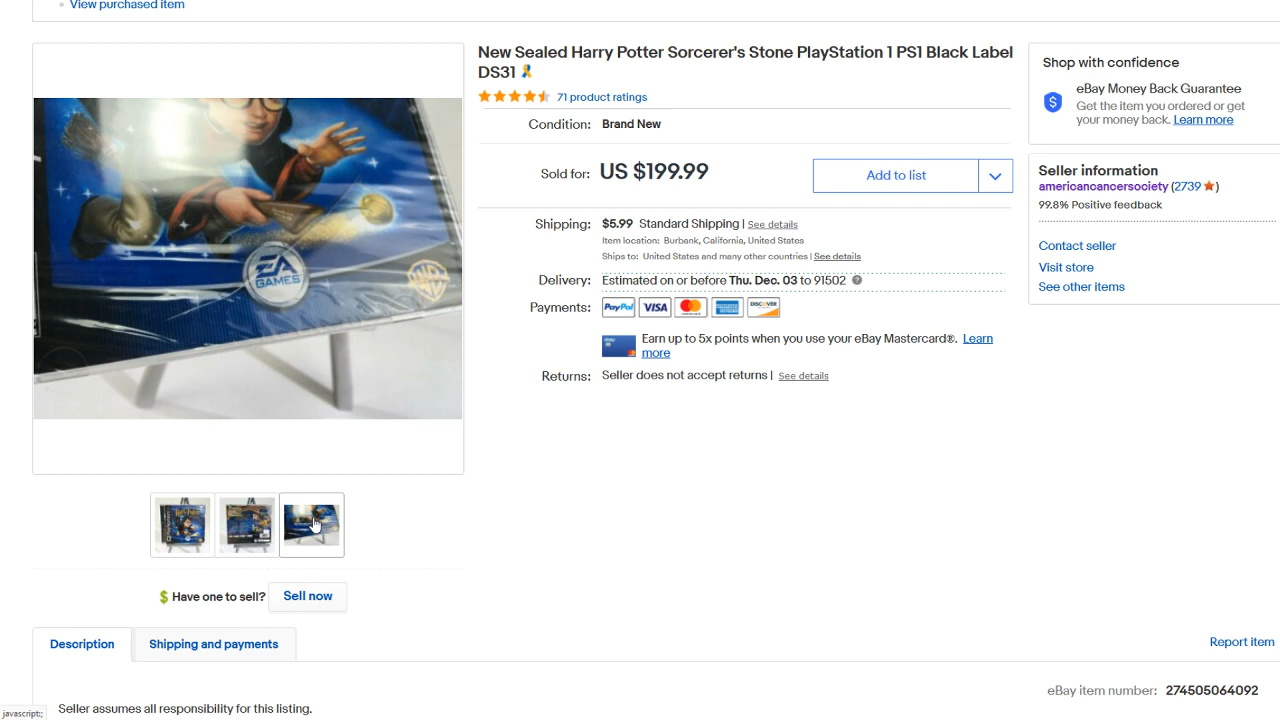 View purchased item
New Sealed Harry Potter Sorcerer's Stone PlayStation 1 PS1 Black Label
DS31
71 product ratings
Condition: Brand New
Sold for: US $199.99
Add to list
Shipping: $5.99 Standard Shipping | See details
Item location: Burbank, California, United States
Ships to: United States and many other countries | See details
Delivery: Estimated on or before Thu. Dec. 03 to 91502
Payments: PayPal VISA DISCOVER
Earn up to 5x points when you use your eBay Mastercard®. Learn
more
Returns: Seller does not accept returns | See details
Shop with confidence
eBay Money Back Guarantee
Get the item you ordered or get
your money back. Learn more
Seller information
americancancersociety (2739)
99.8% Positive feedback
Contact seller
Visit store
See other items
EA
GAMES
WB
$ Have one to sell? Sell now
Description
Shipping and payments
Report item
eBay item number: 274505064092
Seller assumes all responsibility for this listing.
javascript:;